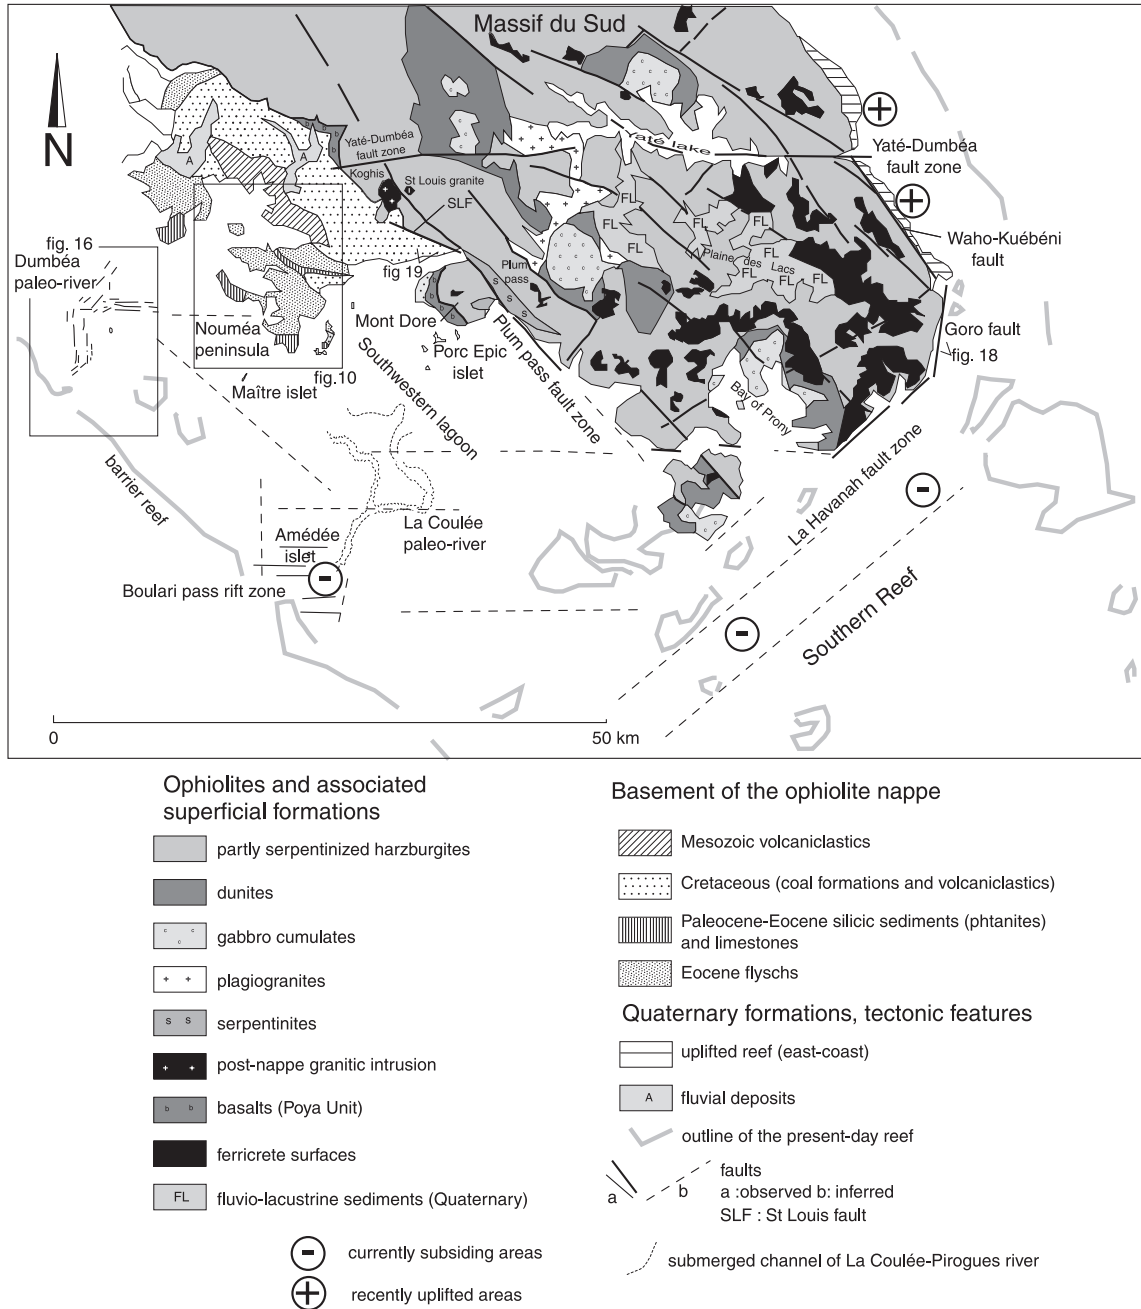 Massif du Sud
N
A
A
b
b
b
Yaté-Dumbéa
fault zone
Koghis
St Louis granite
SLF
Yaté lake
Yaté-Dumbéa
fault zone
Waho-Kuébéni
fault
FL
FL
FL
FL
FL
FL
FL
FL
FL
FL
Plaine des Lacs
fig. 16
Dumbéa
paleo-river
fig 19
Plum
pass
s
s
s
Nouméa
peninsula
Mont Dore
b
b
b
b
Porc Epic
islet
Plum pass fault zone
Goro fault
fig. 18
fig.10
Maître islet
Southwestern lagoon
Bay of Prony
barrier reef
La Havanah fault zone
La Coulée
paleo-river
Amédée
islet
Boulari pass rift zone
Southern Reef
0
50 km
Ophiolites and associated
superficial formations
partly serpentinized harzburgites
dunites
c c c
gabbro cumulates
plagiogranites
s s
serpentinites
post-nappe granitic intrusion
b b
basalts (Poya Unit)
ferricrete surfaces
FL
fluvio-lacustrine sediments (Quaternary)
- currently subsiding areas
+ recently uplifted areas
Basement of the ophiolite nappe
Mesozoic volcaniclastics
Cretaceous (coal formations and volcaniclastics)
Paleocene-Eocene silicic sediments (phtanites)
and limestones
Eocene flyschs
Quaternary formations, tectonic features
uplifted reef (east-coast)
A
fluvial deposits
outline of the present-day reef
a
b
faults
a :observed b: inferred
SLF : St Louis fault
submerged channel of La Coulée-Pirogues river